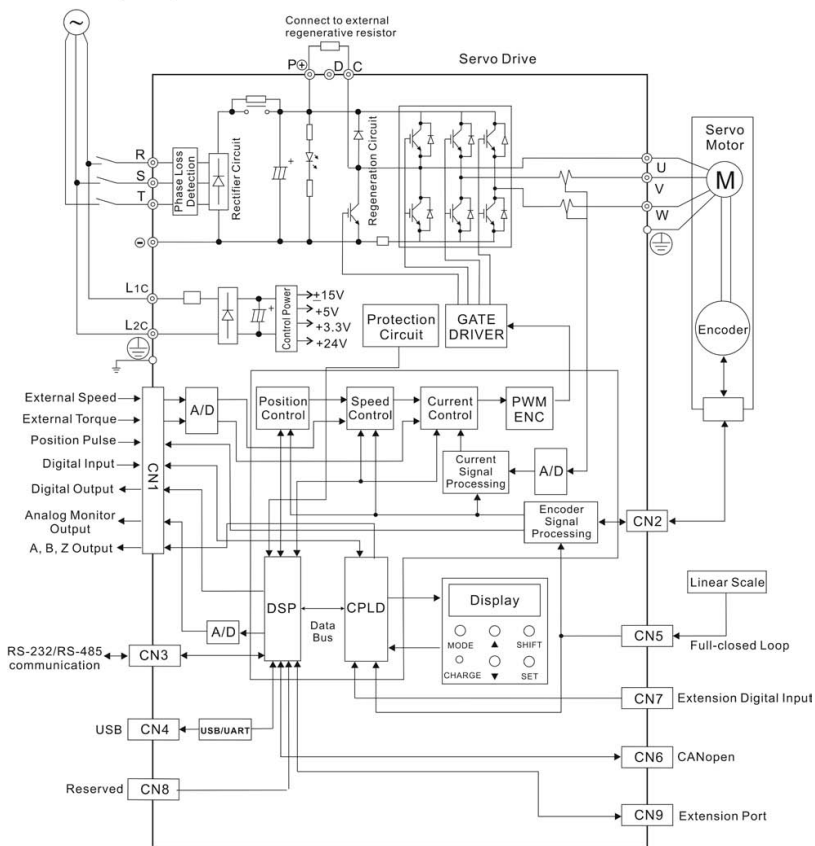 Connect to external
regenerative resistor
P⊕
D
C
Servo Drive
R
S
T
⊖
Phase Loss
Detection
Rectifier Circuit
Regeneration Circuit
Servo
Motor
M
U
V
W
L1C
L2C
Control Power
±15V
+5V
+3.3V
+24V
Protection
Circuit
GATE
DRIVER
Encoder
External Speed
External Torque
Position Pulse
Digital Input
Digital Output
Analog Monitor
Output
A, B, Z Output
CN1
A/D
Position
Control
Speed
Control
Current
Control
PWM
ENC
Current
Signal
Processing
A/D
Encoder
Signal
Processing
CN2
Linear Scale
DSP
Data
Bus
CPLD
A/D
Display
MODE
▲
SHIFT
CHARGE
▼
SET
CN5
Full-closed Loop
RS-232/RS-485
communication
CN3
CN7
Extension Digital Input
USB
CN4
USB/UART
CN6
CANopen
Reserved
CN8
CN9
Extension Port